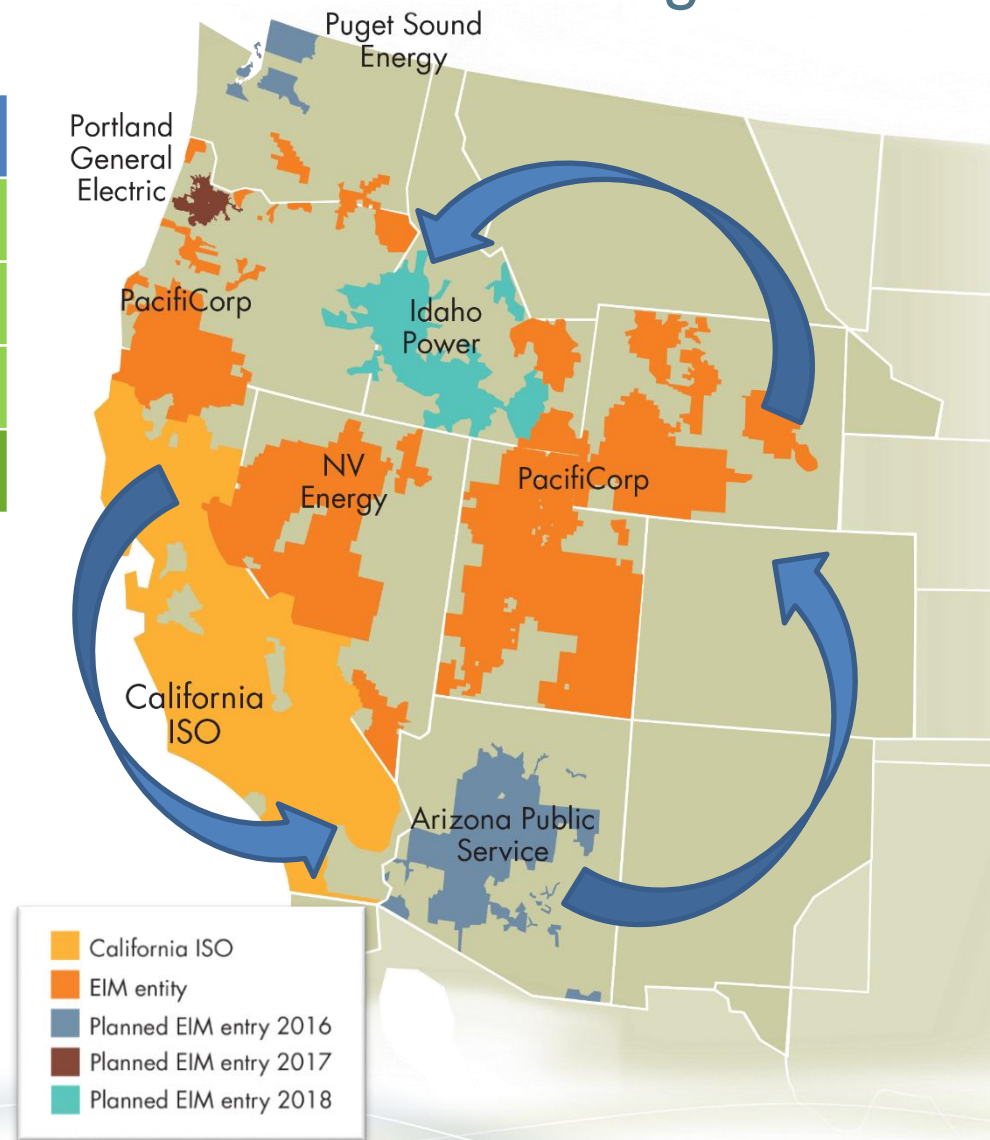 Puget Sound
Energy
Portland
General
Electric
PacifiCorp
Idaho
Power
NV
Energy
PacifiCorp
California
ISO
Arizona Public
Service
California ISO
EIM entity
Planned EIM entry 2016
Planned EIM entry 2017
Planned EIM entry 2018